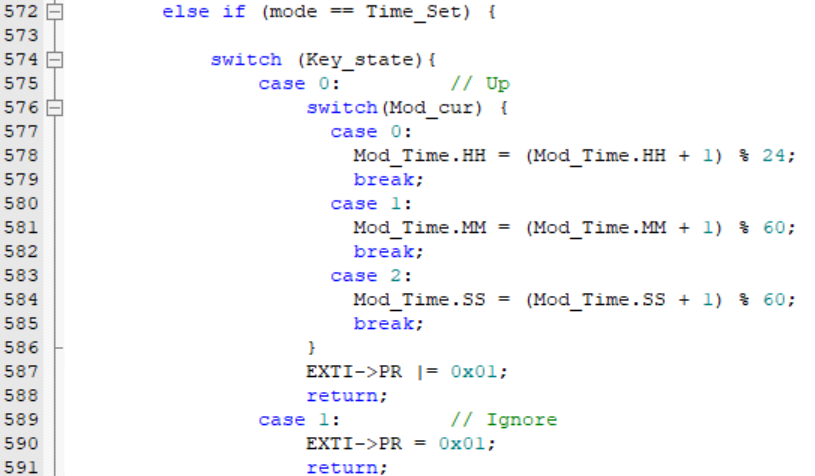 572 else if (mode == Time_Set) {
573
574 switch (Key_state){
575 case 0: // Up
576 switch(Mod_cur) {
577 case 0:
578 Mod_Time.HH = (Mod_Time.HH + 1) % 24;
579 break;
580 case 1:
581 Mod_Time.MM = (Mod_Time.MM + 1) % 60;
582 break;
583 case 2:
584 Mod_Time.SS = (Mod_Time.SS + 1) % 60;
585 break;
586 }
587 EXTI->PR |= 0x01;
588 return;
589 case 1: // Ignore
590 EXTI->PR = 0x01;
591 return;